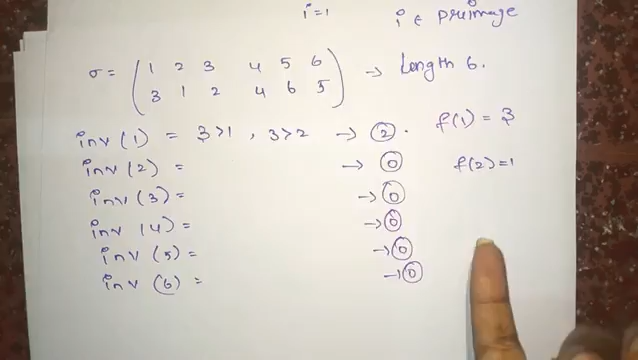 i=1 i ∈ preimage
σ = ( 1 2 3 4 5 6 → Length 6.
3 1 2 4 6 5 )
inv (1) = 3>1 , 3>2 → 2 . f(1) = 3
inv (2) = → 0 f(2)=1
inv (3) = → 0
inv (4) = → 0
inv (5) = → 0
inv (6) = → 0